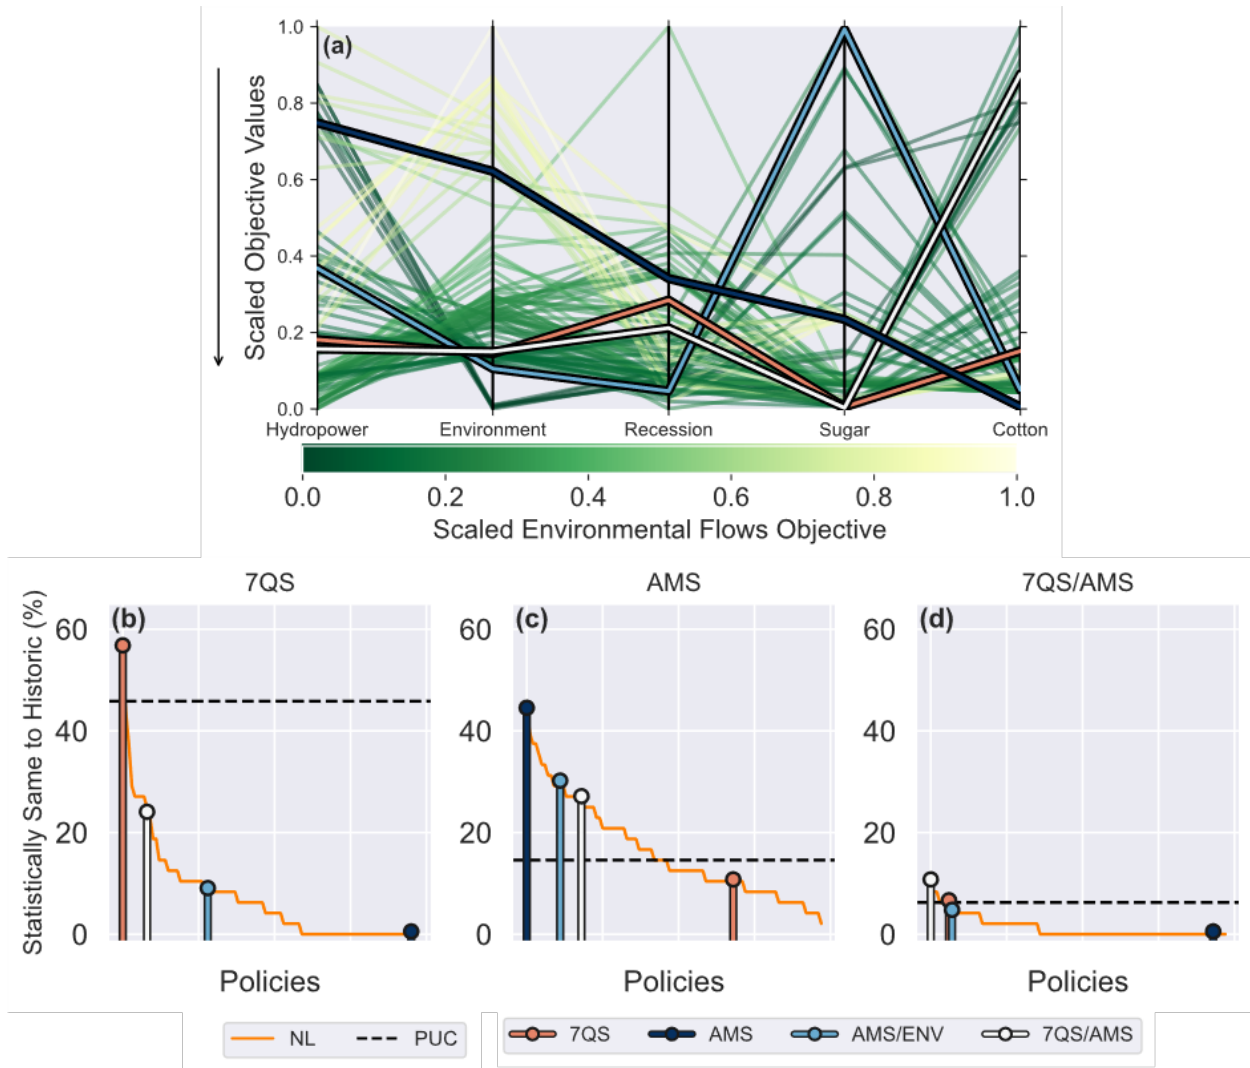 (a)
Scaled Objective Values
1.0
0.8
0.6
0.4
0.2
0.0
Hydropower Environment Recession Sugar Cotton
0.0 0.2 0.4 0.6 0.8 1.0
Scaled Environmental Flows Objective
7QS AMS 7QS/AMS
Statistically Same to Historic (%)
(b) (c) (d)
60 60 60
40 40 40
20 20 20
0 0 0
Policies Policies Policies
NL PUC 7QS AMS AMS/ENV 7QS/AMS